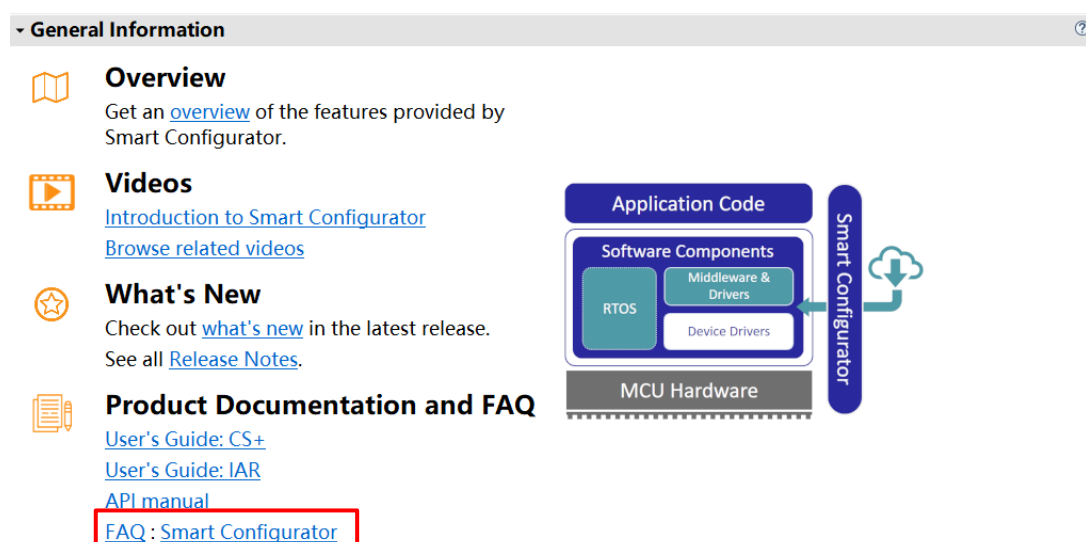 General Information
Overview
Get an overview of the features provided by
Smart Configurator.
Videos
Introduction to Smart Configurator
Browse related videos
What's New
Check out what's new in the latest release.
See all Release Notes.
Product Documentation and FAQ
User's Guide: CS+
User's Guide: IAR
API manual
FAQ : Smart Configurator
Application Code
Software Components
RTOS
Middleware &
Drivers
Device Drivers
MCU Hardware
Smart Configurator